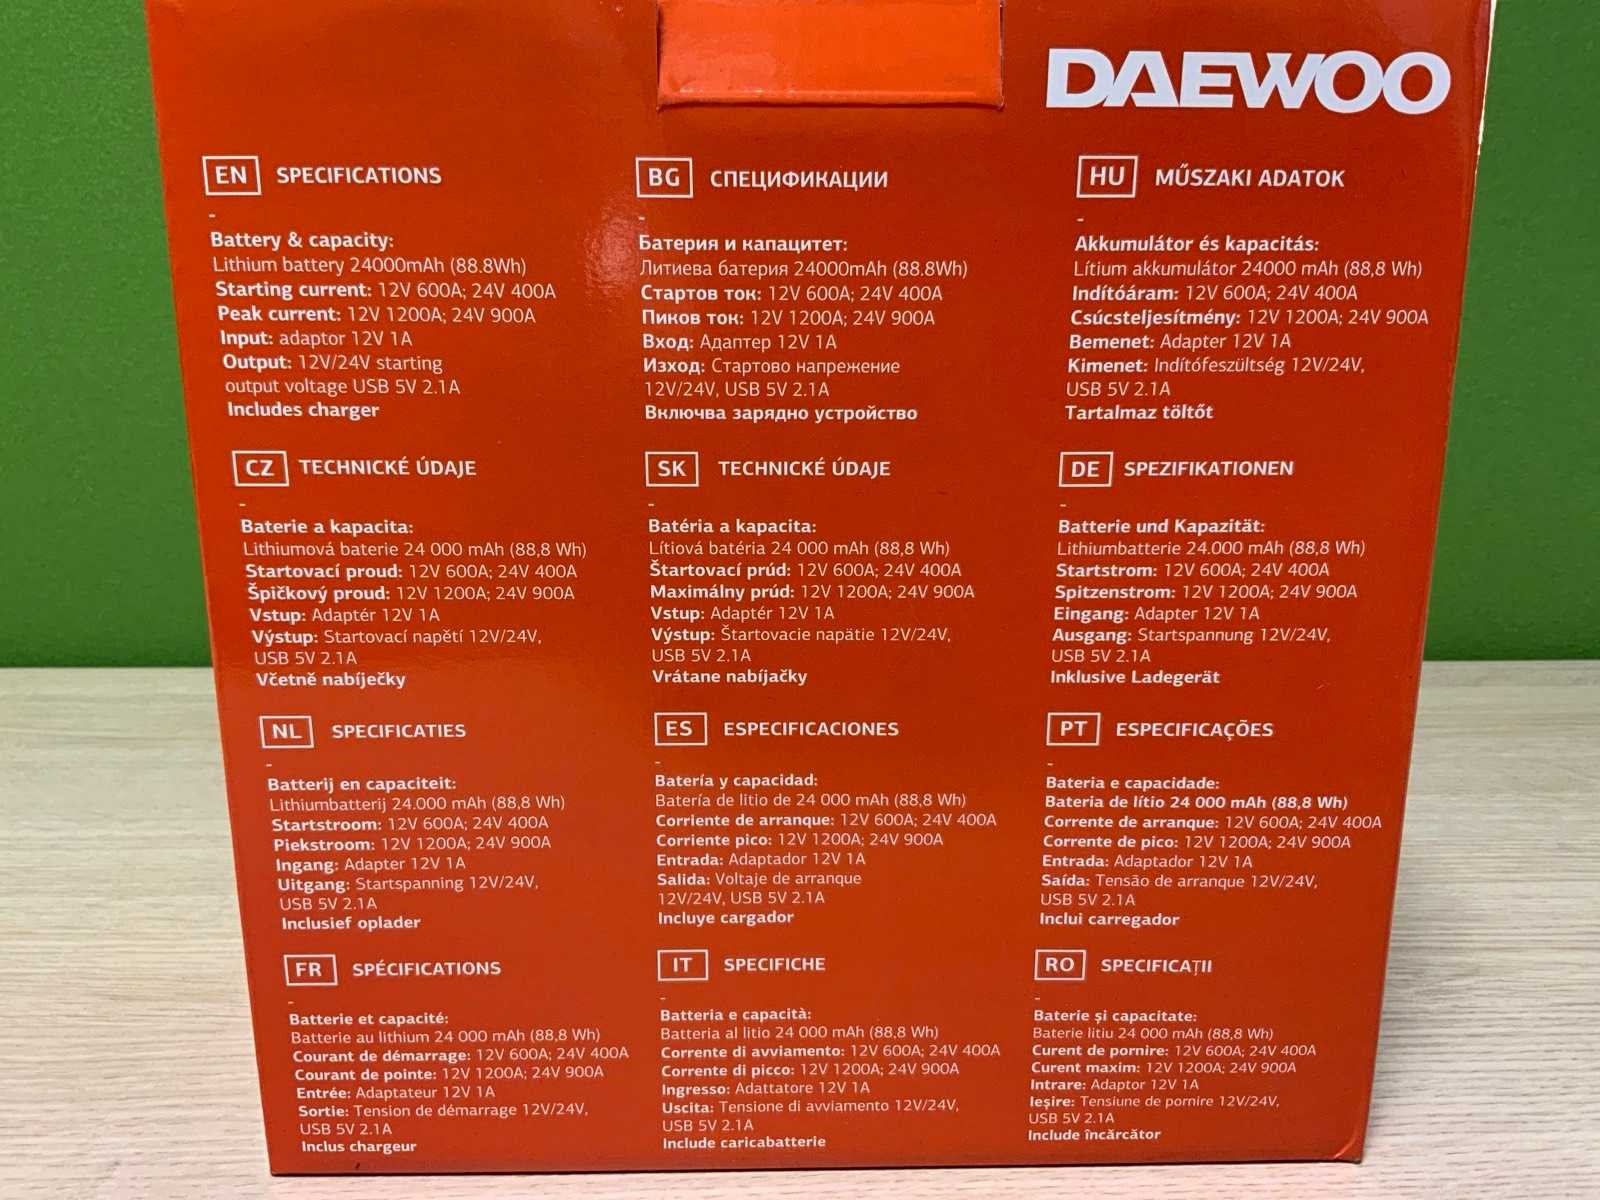 DAEWOO
EN SPECIFICATIONS
-
Battery & capacity:
Lithium battery 24000mAh (88.8Wh)
Starting current: 12V 600A; 24V 400A
Peak current: 12V 1200A; 24V 900A
Input: adaptor 12V 1A
Output: 12V/24V starting
output voltage USB 5V 2.1A
Includes charger
BG СПЕЦИФИКАЦИИ
-
Батерия и капацитет:
Литиева батерия 24000mAh (88.8Wh)
Стартов ток: 12V 600A; 24V 400A
Пиков ток: 12V 1200A; 24V 900A
Вход: Адаптер 12V 1A
Изход: Стартово напрежение
12V/24V, USB 5V 2.1A
Включва зарядно устройство
HU MŰSZAKI ADATOK
-
Akkumulátor és kapacitás:
Lítium akkumulátor 24000 mAh (88,8 Wh)
Indítóáram: 12V 600A; 24V 400A
Csúcsteljesítmény: 12V 1200A; 24V 900A
Bemenet: Adapter 12V 1A
Kimenet: Indítófeszültség 12V/24V,
USB 5V 2.1A
Tartalmaz töltőt
CZ TECHNICKÉ ÚDAJE
-
Baterie a kapacita:
Lithiumová baterie 24 000 mAh (88,8 Wh)
Startovací proud: 12V 600A; 24V 400A
Špičkový proud: 12V 1200A; 24V 900A
Vstup: Adaptér 12V 1A
Výstup: Startovací napětí 12V/24V,
USB 5V 2.1A
Včetně nabíječky
SK TECHNICKÉ ÚDAJE
-
Batéria a kapacita:
Lítiová batéria 24 000 mAh (88,8 Wh)
Štartovací prúd: 12V 600A; 24V 400A
Maximálny prúd: 12V 1200A; 24V 900A
Vstup: Adaptér 12V 1A
Výstup: Štartovacie napätie 12V/24V,
USB 5V 2.1A
Vrátane nabíjačky
DE SPEZIFIKATIONEN
-
Batterie und Kapazität:
Lithiumbatterie 24.000 mAh (88,8 Wh)
Startstrom: 12V 600A; 24V 400A
Spitzenstrom: 12V 1200A; 24V 900A
Eingang: Adapter 12V 1A
Ausgang: Startspannung 12V/24V,
USB 5V 2.1A
Inklusive Ladegerät
NL SPECIFICATIES
-
Batterij en capaciteit:
Lithiumbatterij 24.000 mAh (88,8 Wh)
Startstroom: 12V 600A; 24V 400A
Piekstroom: 12V 1200A; 24V 900A
Ingang: Adapter 12V 1A
Uitgang: Startspanning 12V/24V,
USB 5V 2.1A
Inclusief oplader
ES ESPECIFICACIONES
-
Batería y capacidad:
Batería de litio de 24 000 mAh (88,8 Wh)
Corriente de arranque: 12V 600A; 24V 400A
Corriente pico: 12V 1200A; 24V 900A
Entrada: Adaptador 12V 1A
Salida: Voltaje de arranque
12V/24V, USB 5V 2.1A
Incluye cargador
PT ESPECIFICAÇÕES
-
Bateria e capacidade:
Bateria de lítio 24 000 mAh (88,8 Wh)
Corrente de arranque: 12V 600A; 24V 400A
Corrente de pico: 12V 1200A; 24V 900A
Entrada: Adaptador 12V 1A
Saída: Tensão de arranque 12V/24V,
USB 5V 2.1A
Inclui carregador
FR SPÉCIFICATIONS
-
Batterie et capacité:
Batterie au lithium 24 000 mAh (88,8 Wh)
Courant de démarrage: 12V 600A; 24V 400A
Courant de pointe: 12V 1200A; 24V 900A
Entrée: Adaptateur 12V 1A
Sortie: Tension de démarrage 12V/24V,
USB 5V 2.1A
Inclus chargeur
IT SPECIFICHE
-
Batteria e capacità:
Batteria al litio 24 000 mAh (88,8 Wh)
Corrente di avviamento: 12V 600A; 24V 400A
Corrente di picco: 12V 1200A; 24V 900A
Ingresso: Adattatore 12V 1A
Uscita: Tensione di avviamento 12V/24V,
USB 5V 2.1A
Include caricabatterie
RO SPECIFICAȚII
-
Baterie și capacitate:
Baterie litiu 24 000 mAh (88,8 Wh)
Curent de pornire: 12V 600A; 24V 400A
Curent maxim: 12V 1200A; 24V 900A
Intrare: Adaptor 12V 1A
Ieșire: Tensiune de pornire 12V/24V,
USB 5V 2.1A
Include încărcător